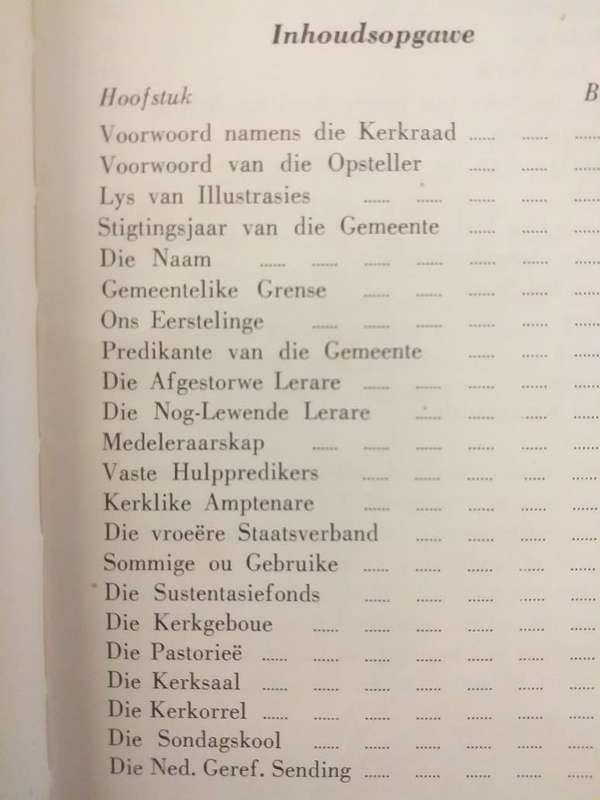 Inhoudsopgawe
Hoofstuk B
Voorwoord namens die Kerkraad ...... ...... ......
Voorwoord van die Opsteller ...... ...... ......
Lys van Illustrasies ...... ...... ...... ...... ......
Stigtingsjaar van die Gemeente ...... ...... ......
Die Naam ...... ...... ...... ...... ...... ...... ......
Gemeentelike Grense ...... ...... ...... ...... ......
Ons Eerstelinge ...... ...... ...... ...... ...... ......
Predikante van die Gemeente ...... ...... ......
Die Afgestorwe Lerare ...... ...... ...... ...... ......
Die Nog-Lewende Lerare ...... ...... ...... ......
Medeleraarskap ...... ...... ...... ...... ...... ......
Vaste Hulppredikers ...... ...... ...... ...... ......
Kerklike Amptenare ...... ...... ...... ...... ......
Die vroeëre Staatsverband ...... ...... ...... ......
Sommige ou Gebruike ...... ...... ...... ...... ......
Die Sustentasiefonds ...... ...... ...... ...... ......
Die Kerkgeboue ...... ...... ...... ...... ...... ......
Die Pastorieë ...... ...... ...... ...... ...... ...... ......
Die Kerksaal ...... ...... ...... ...... ...... ...... ......
Die Kerkorrel ...... ...... ...... ...... ...... ...... ......
Die Sondagskool ...... ...... ...... ...... ...... ......
Die Ned. Geref. Sending ...... ...... ...... ...... ......